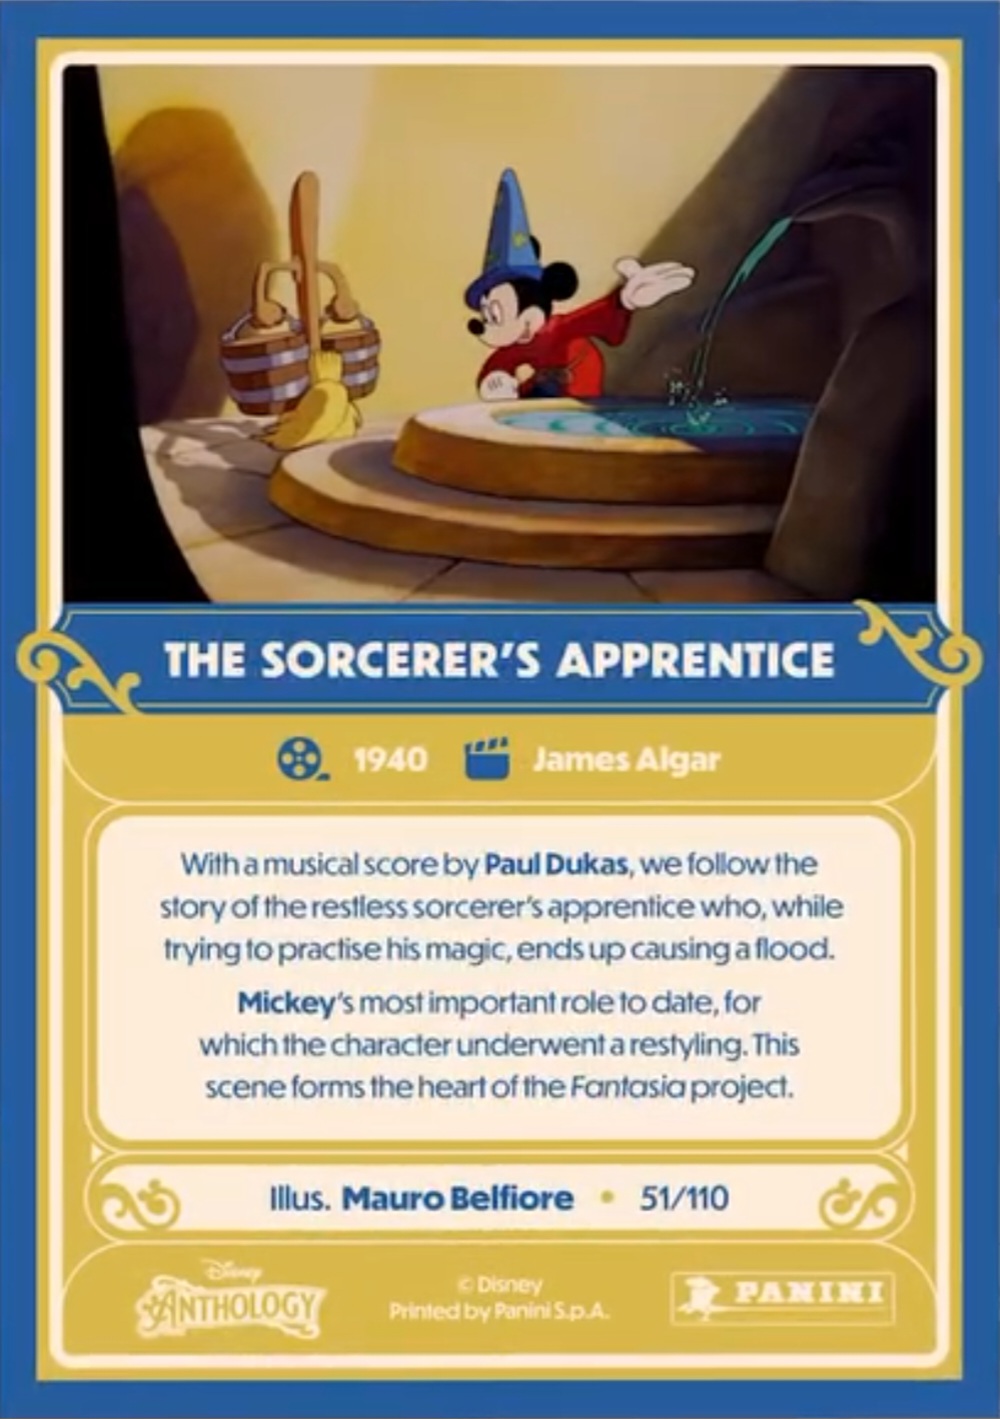 THE SORCERER'S APPRENTICE
1940 James Algar
With a musical score by Paul Dukas, we follow the
story of the restless sorcerer's apprentice who, while
trying to practise his magic, ends up causing a flood.
Mickey's most important role to date, for
which the character underwent a restyling. This
scene forms the heart of the Fantasia project.
Illus. Mauro Belfiore • 51/110
Disney
ANTHOLOGY
© Disney
Printed by Panini S.p.A.
PANINI